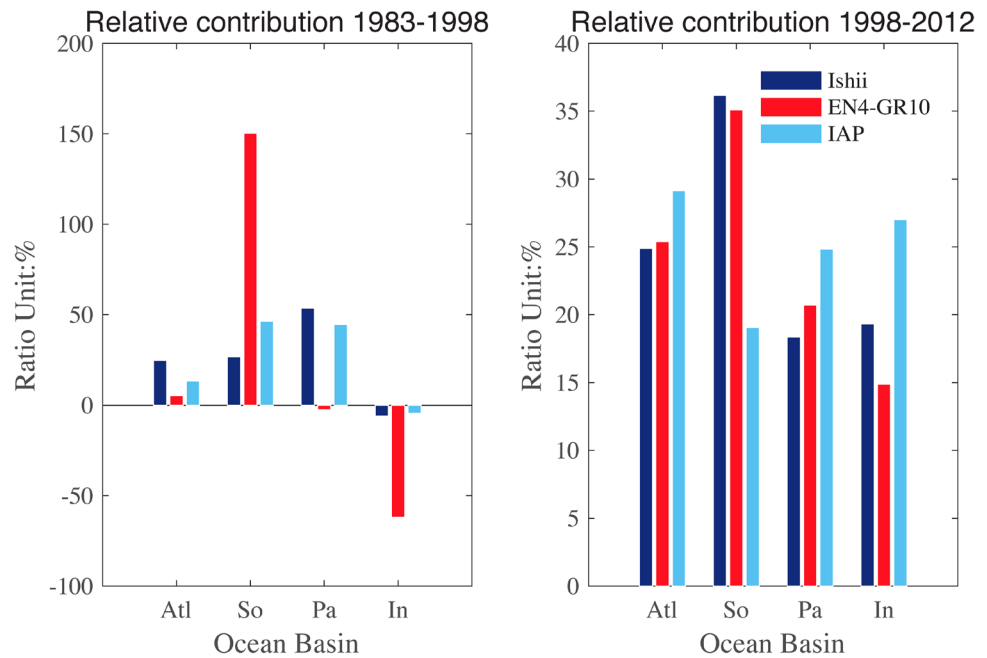 Relative contribution 1983-1998
200
150
100
50
0
-50
-100
Ratio Unit:%
Atl So Pa In
Ocean Basin
Relative contribution 1998-2012
40
35
30
25
20
15
10
5
0
Ratio Unit:%
Ishii
EN4-GR10
IAP
Atl So Pa In
Ocean Basin